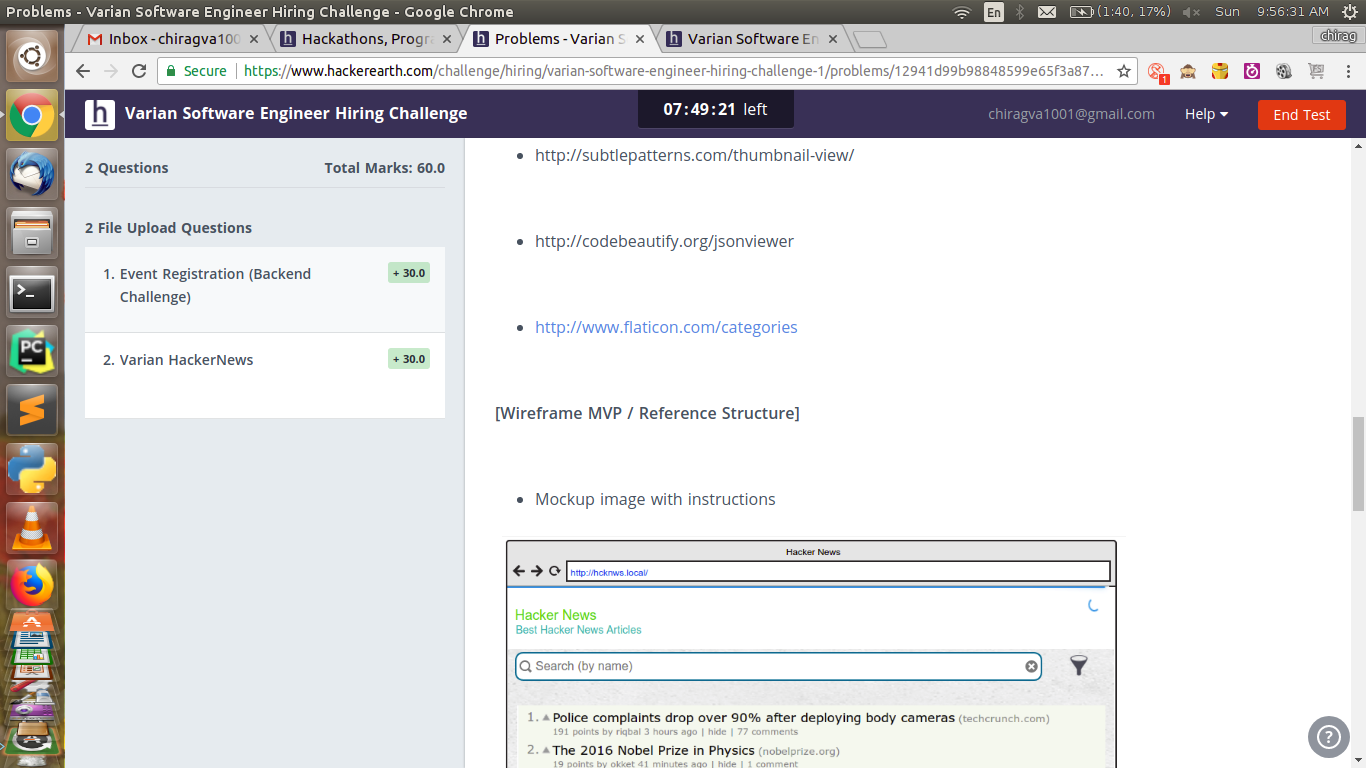 Problems - Varian Software Engineer Hiring Challenge - Google Chrome
En
(1:40, 17%)
Sun
9:56:31 AM
Inbox - chiragva100
Hackathons, Progra
Problems - Varian S
Varian Software En
chirag
Secure
https://www.hackerearth.com/challenge/hiring/varian-software-engineer-hiring-challenge-1/problems/12941d99b98848599e65f3a87...
1
h
Varian Software Engineer Hiring Challenge
07:49:21 left
chiragva1001@gmail.com
Help
End Test
2 Questions
Total Marks: 60.0
2 File Upload Questions
1. Event Registration (Backend
Challenge)
+ 30.0
2. Varian HackerNews
+ 30.0
• http://subtlepatterns.com/thumbnail-view/
• http://codebeautify.org/jsonviewer
• http://www.flaticon.com/categories
[Wireframe MVP / Reference Structure]
• Mockup image with instructions
Hacker News
http://hcknws.local/
Hacker News
Best Hacker News Articles
Search (by name)
1. Police complaints drop over 90% after deploying body cameras (techcrunch.com)
191 points by riqbal 3 hours ago | hide | 77 comments
2. The 2016 Nobel Prize in Physics (nobelprize.org)
19 points by okket 41 minutes ago | hide | 1 comment
PC
?